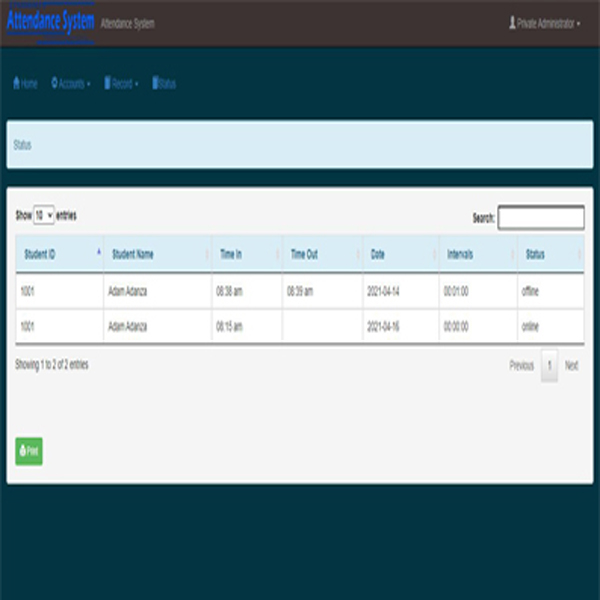 Attendance System Attendance System Private Administrator
Home Accounts Record Status
Status
Show 10 entries Search:
Student ID Student Name Time In Time Out Date Intervals Status
1001 Adam Adanza 08:38 am 08:39 am 2021-04-14 00:01:00 offline
1001 Adam Adanza 08:15 am 2021-04-16 00:00:00 online
Showing 1 to 2 of 2 entries Previous 1 Next
Print